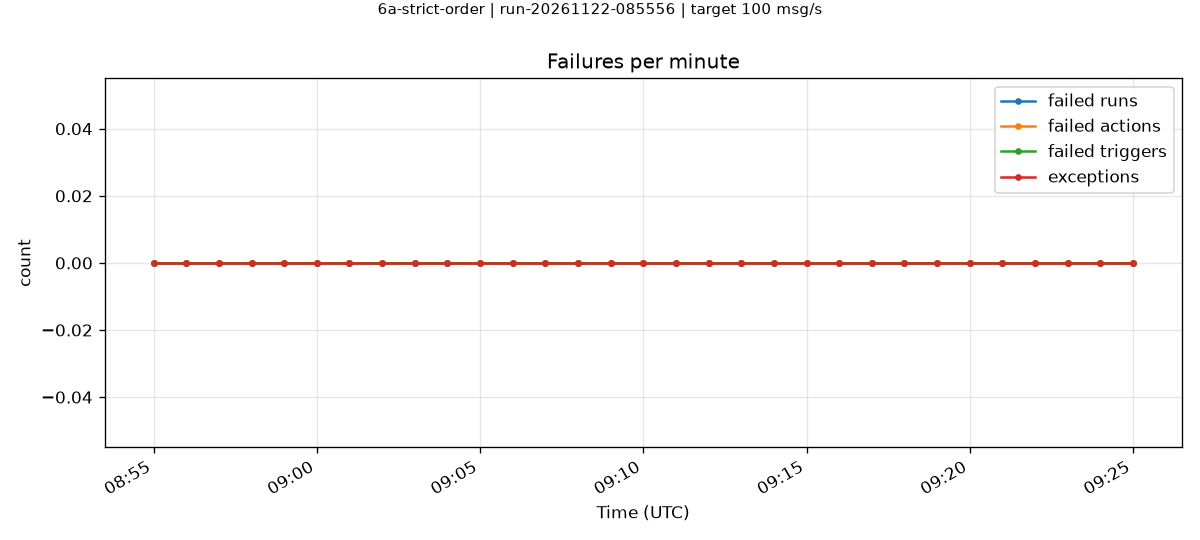 6a-strict-order | run-20261122-085556 | target 100 msg/s
Failures per minute
failed runs
failed actions
failed triggers
exceptions
count
0.04
0.02
0.00
−0.02
−0.04
08:55
09:00
09:05
09:10
09:15
09:20
09:25
Time (UTC)